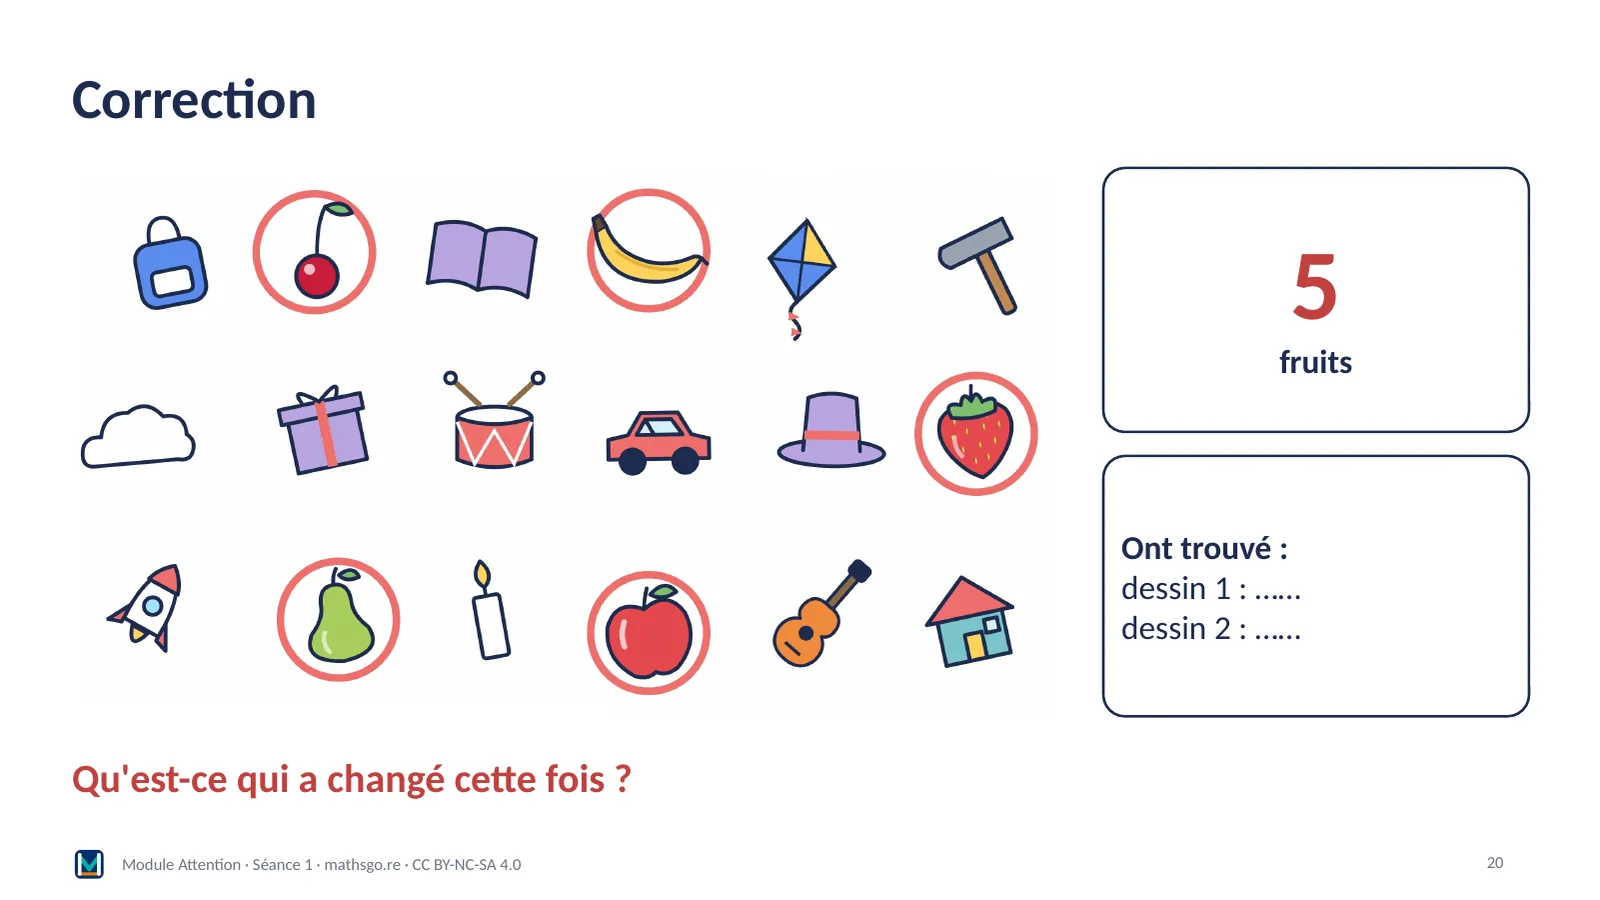 Correction
5
fruits
Ont trouvé :
dessin 1 : ......
dessin 2 : ......
Qu'est-ce qui a changé cette fois ?
Module Attention · Séance 1 · mathsgo.re · CC BY-NC-SA 4.0
20